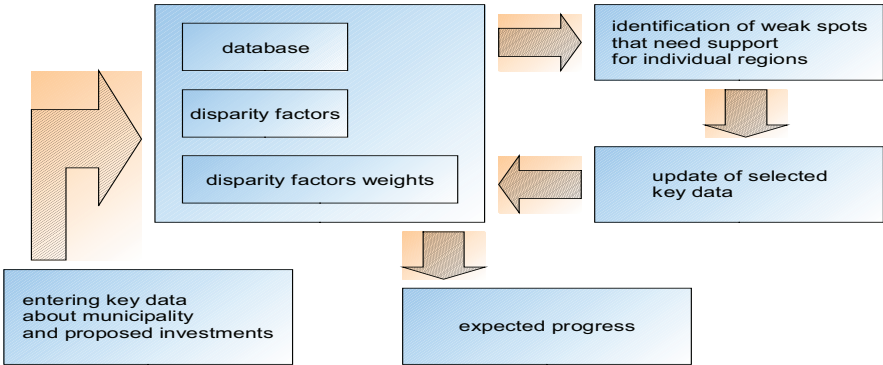 database
disparity factors
disparity factors weights
identification of weak spots
that need support
for individual regions
update of selected
key data
entering key data
about municipality
and proposed investments
expected progress